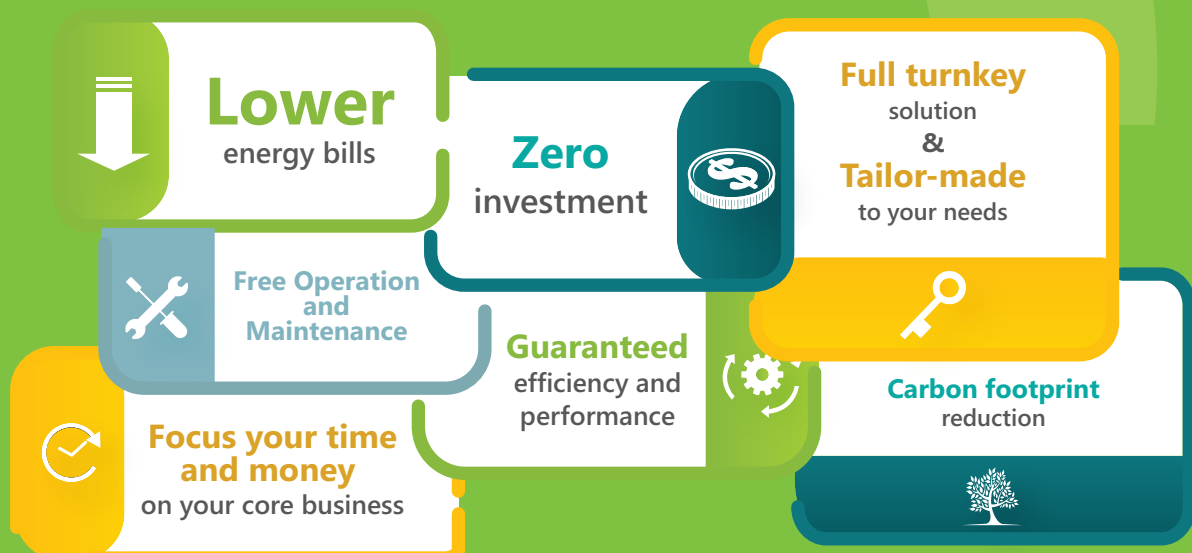 Lower
energy bills
Zero
investment
Full turnkey
solution
&
Tailor-made
to your needs
Free Operation
and
Maintenance
Guaranteed
efficiency and
performance
Carbon footprint
reduction
Focus your time
and money
on your core business